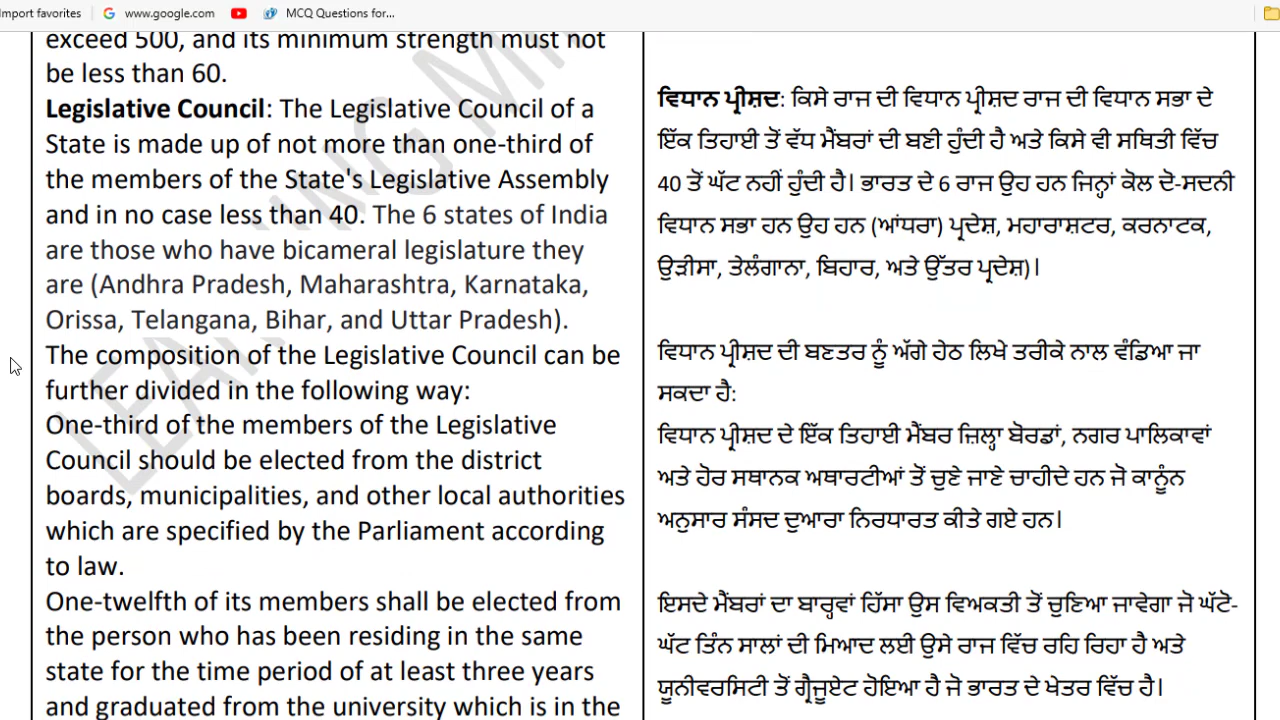 Import favorites
www.google.com
MCQ Questions for...
exceed 500, and its minimum strength must not
be less than 60.
Legislative Council: The Legislative Council of a
State is made up of not more than one-third of
the members of the State's Legislative Assembly
and in no case less than 40. The 6 states of India
are those who have bicameral legislature they
are (Andhra Pradesh, Maharashtra, Karnataka,
Orissa, Telangana, Bihar, and Uttar Pradesh).
The composition of the Legislative Council can be
further divided in the following way:
One-third of the members of the Legislative
Council should be elected from the district
boards, municipalities, and other local authorities
which are specified by the Parliament according
to law.
One-twelfth of its members shall be elected from
the person who has been residing in the same
state for the time period of at least three years
and graduated from the university which is in the
ਵਿਧਾਨ ਪ੍ਰੀਸ਼ਦ: ਕਿਸੇ ਰਾਜ ਦੀ ਵਿਧਾਨ ਪ੍ਰੀਸ਼ਦ ਰਾਜ ਦੀ ਵਿਧਾਨ ਸਭਾ ਦੇ
ਇੱਕ ਤਿਹਾਈ ਤੋਂ ਵੱਧ ਮੈਂਬਰਾਂ ਦੀ ਬਣੀ ਹੁੰਦੀ ਹੈ ਅਤੇ ਕਿਸੇ ਵੀ ਸਥਿਤੀ ਵਿੱਚ
40 ਤੋਂ ਘੱਟ ਨਹੀਂ ਹੁੰਦੀ ਹੈ। ਭਾਰਤ ਦੇ 6 ਰਾਜ ਉਹ ਹਨ ਜਿਨ੍ਹਾਂ ਕੋਲ ਦੋ-ਸਦਨੀ
ਵਿਧਾਨ ਸਭਾ ਹਨ ਉਹ ਹਨ (ਆਂਧਰਾ) ਪ੍ਰਦੇਸ਼, ਮਹਾਰਾਸ਼ਟਰ, ਕਰਨਾਟਕ,
ਉੜੀਸਾ, ਤੇਲੰਗਾਨਾ, ਬਿਹਾਰ, ਅਤੇ ਉੱਤਰ ਪ੍ਰਦੇਸ਼)।
ਵਿਧਾਨ ਪ੍ਰੀਸ਼ਦ ਦੀ ਬਣਤਰ ਨੂੰ ਅੱਗੇ ਹੇਠ ਲਿਖੇ ਤਰੀਕੇ ਨਾਲ ਵੰਡਿਆ ਜਾ
ਸਕਦਾ ਹੈ:
ਵਿਧਾਨ ਪ੍ਰੀਸ਼ਦ ਦੇ ਇੱਕ ਤਿਹਾਈ ਮੈਂਬਰ ਜ਼ਿਲ੍ਹਾ ਬੋਰਡਾਂ, ਨਗਰ ਪਾਲਿਕਾਵਾਂ
ਅਤੇ ਹੋਰ ਸਥਾਨਕ ਅਥਾਰਟੀਆਂ ਤੋਂ ਚੁਣੇ ਜਾਣੇ ਚਾਹੀਦੇ ਹਨ ਜੋ ਕਾਨੂੰਨ
ਅਨੁਸਾਰ ਸੰਸਦ ਦੁਆਰਾ ਨਿਰਧਾਰਤ ਕੀਤੇ ਗਏ ਹਨ।
ਇਸਦੇ ਮੈਂਬਰਾਂ ਦਾ ਬਾਰ੍ਹਵਾਂ ਹਿੱਸਾ ਉਸ ਵਿਅਕਤੀ ਤੋਂ ਚੁਣਿਆ ਜਾਵੇਗਾ ਜੋ ਘੱਟੋ-
ਘੱਟ ਤਿੰਨ ਸਾਲਾਂ ਦੀ ਮਿਆਦ ਲਈ ਉਸੇ ਰਾਜ ਵਿੱਚ ਰਹਿ ਰਿਹਾ ਹੈ ਅਤੇ
ਯੂਨੀਵਰਸਿਟੀ ਤੋਂ ਗ੍ਰੈਜੂਏਟ ਹੋਇਆ ਹੈ ਜੋ ਭਾਰਤ ਦੇ ਖੇਤਰ ਵਿੱਚ ਹੈ।